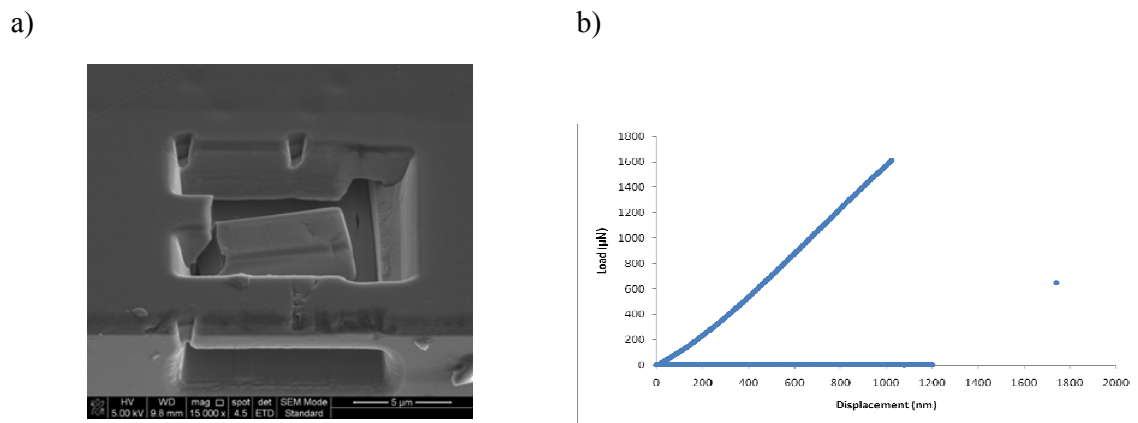 a)
b)
HV WD mag spot det SEM Mode
5.00 kV 9.8 mm 15 000 x 4.5 ETD Standard
5 µm
1800
1600
1400
1200
1000
800
600
400
200
0
Load (µN)
0 200 400 600 800 1000 1200 1400 1600 1800 2000
Displacement (nm)